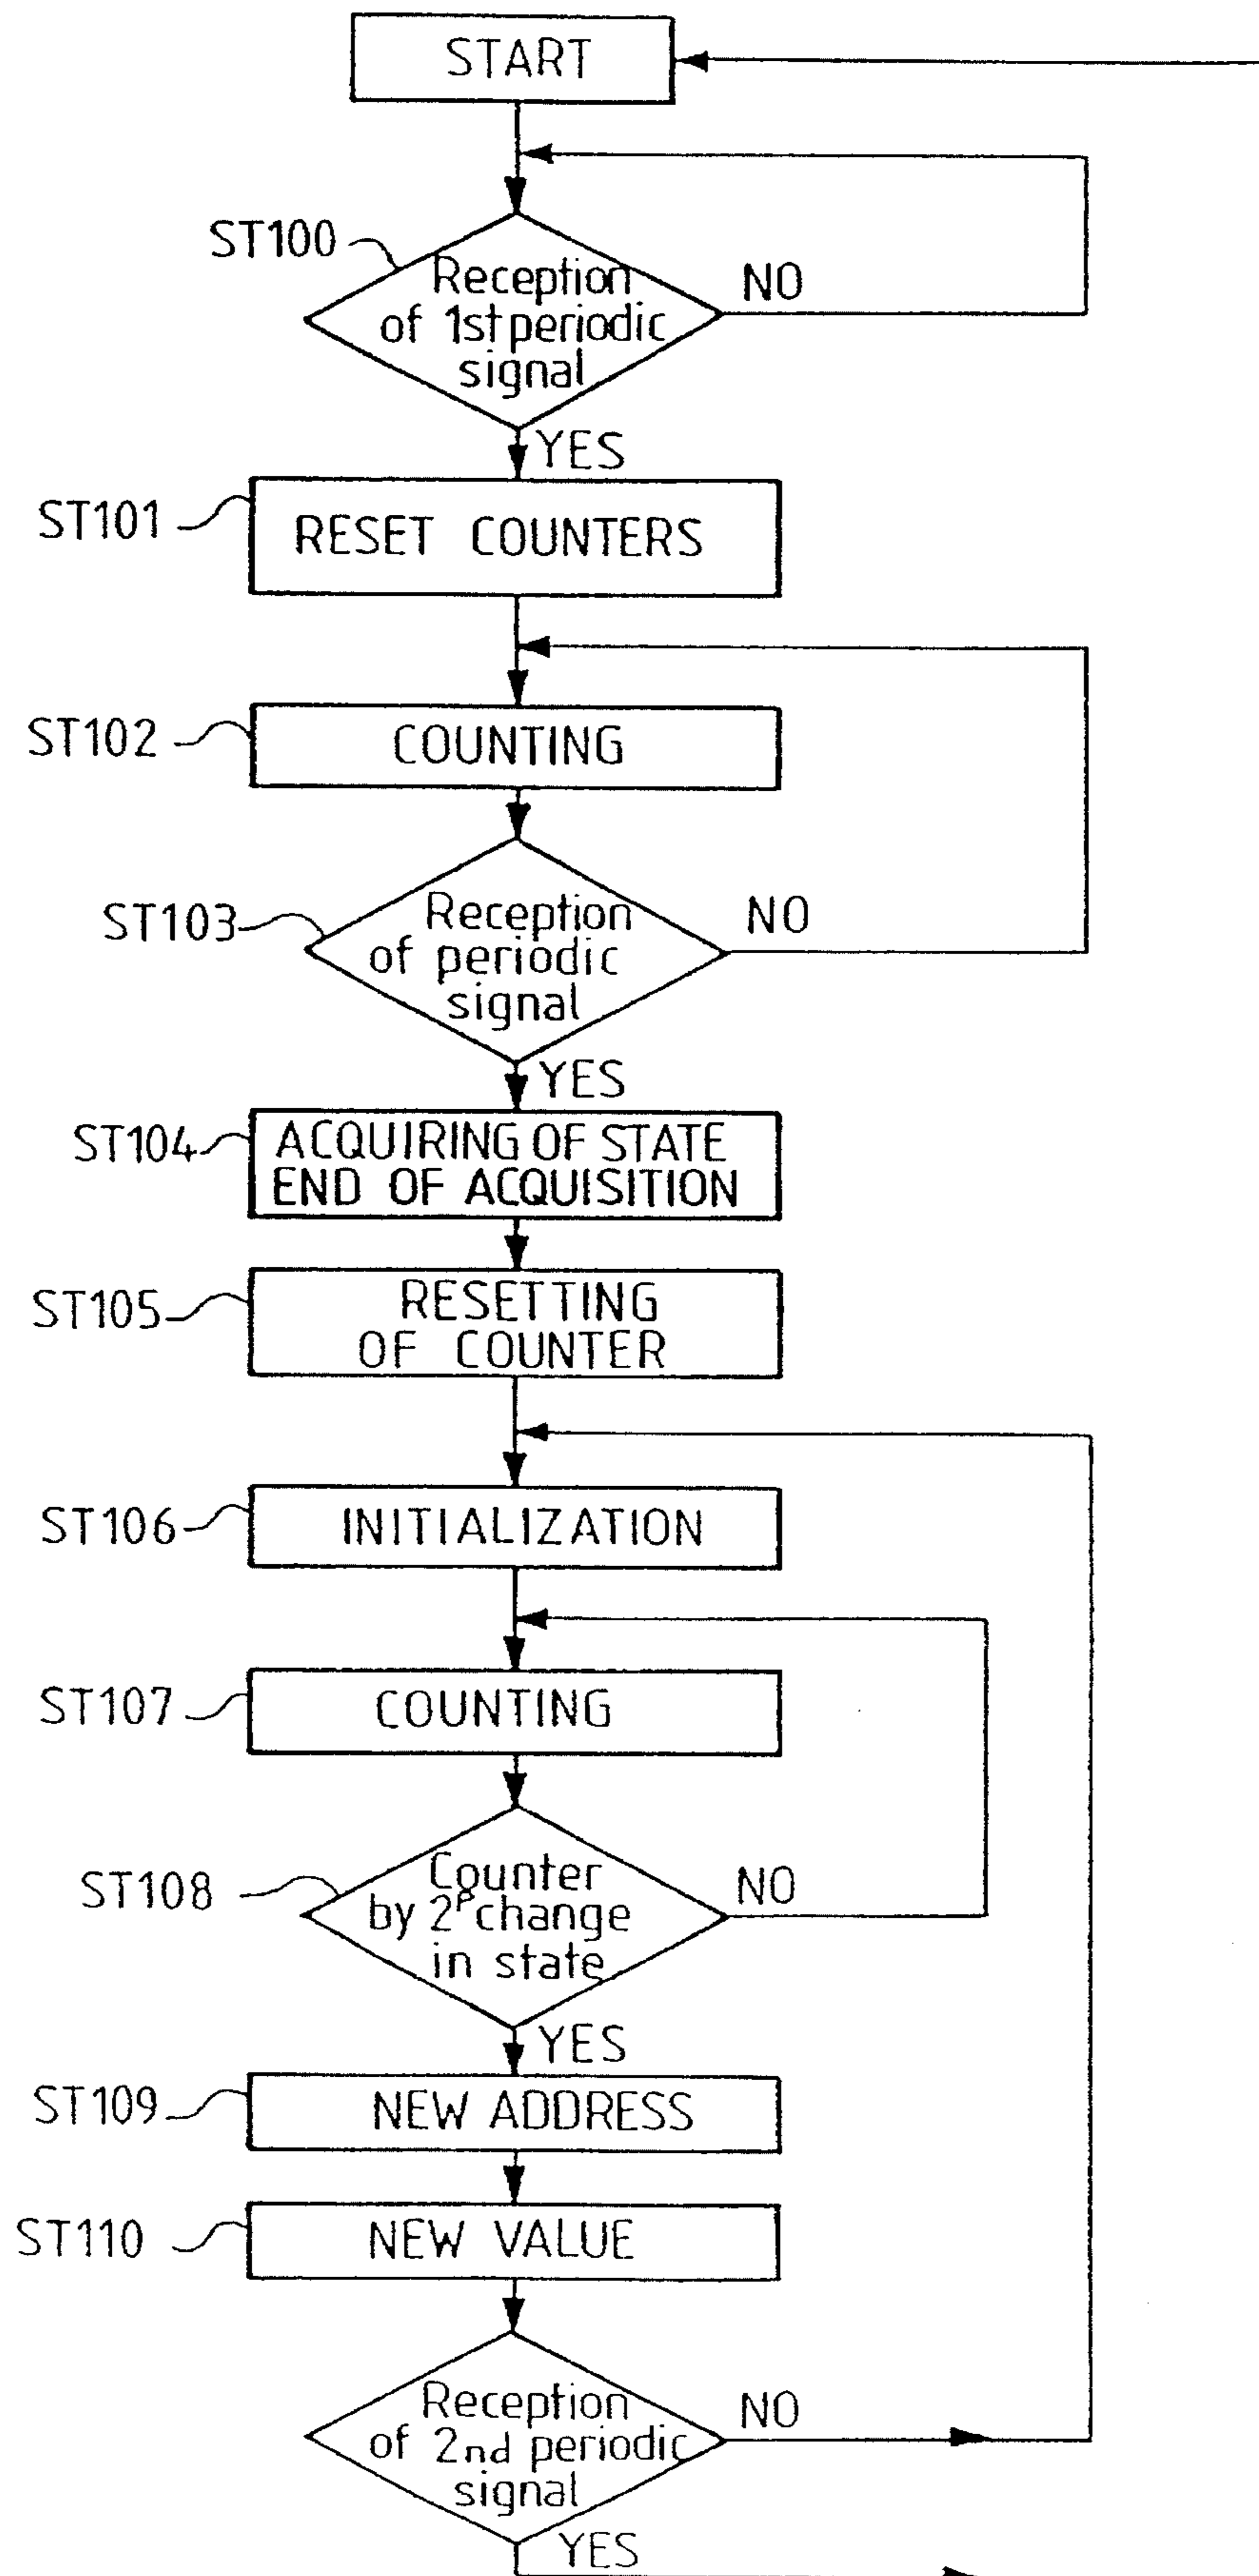 START
ST100
Reception
of 1st periodic
signal
NO
YES
ST101
RESET COUNTERS
ST102
COUNTING
ST103
Reception
of periodic
signal
NO
YES
ST104
ACQUIRING OF STATE
END OF ACQUISITION
ST105
RESETTING
OF COUNTER
ST106
INITIALIZATION
ST107
COUNTING
ST108
Counter
by 2ᴾ change
in state
NO
YES
ST109
NEW ADDRESS
ST110
NEW VALUE
Reception
of 2nd periodic
signal
NO
YES